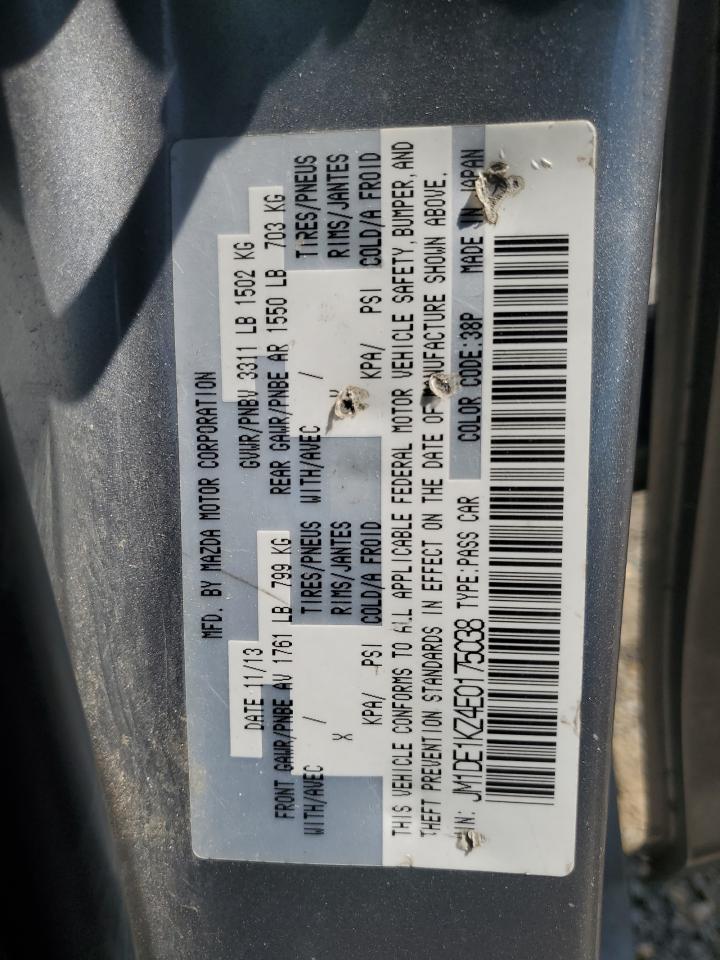 MFD. BY MAZDA MOTOR CORPORATION
DATE 11/13 GVWR/PNBV 3311 LB 1502 KG
FRONT GAWR/PNBE AV 1761 LB 799 KG REAR GAWR/PNBE AR 1550 LB 703 KG
WITH/AVEC / TIRES/PNEUS WITH/AVEC / TIRES/PNEUS
X RIMS/JANTES RIMS/JANTES
KPA/ PSI COLD/A FROID KPA/ PSI COLD/A FROID
THIS VEHICLE CONFORMS TO ALL APPLICABLE FEDERAL MOTOR VEHICLE SAFETY, BUMPER, AND
THEFT PREVENTION STANDARDS IN EFFECT ON THE DATE OF MANUFACTURE SHOWN ABOVE.
VIN: JM1DE1KZ4E0175038 TYPE:PASS CAR COLOR CODE:38P MADE IN JAPAN